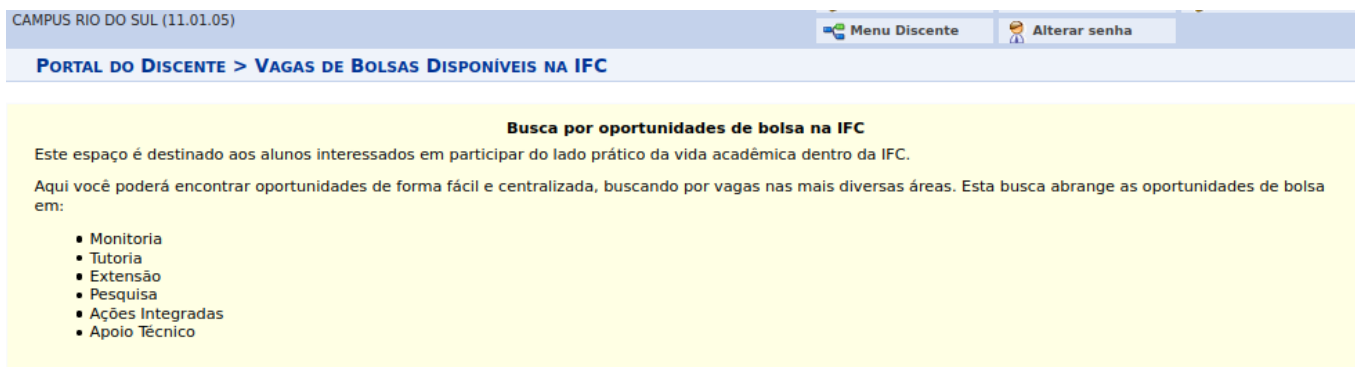 CAMPUS RIO DO SUL (11.01.05)
Menu Discente
Alterar senha
PORTAL DO DISCENTE > VAGAS DE BOLSAS DISPONÍVEIS NA IFC
Busca por oportunidades de bolsa na IFC
Este espaço é destinado aos alunos interessados em participar do lado prático da vida acadêmica dentro da IFC.
Aqui você poderá encontrar oportunidades de forma fácil e centralizada, buscando por vagas nas mais diversas áreas. Esta busca abrange as oportunidades de bolsa
em:
• Monitoria
• Tutoria
• Extensão
• Pesquisa
• Ações Integradas
• Apoio Técnico